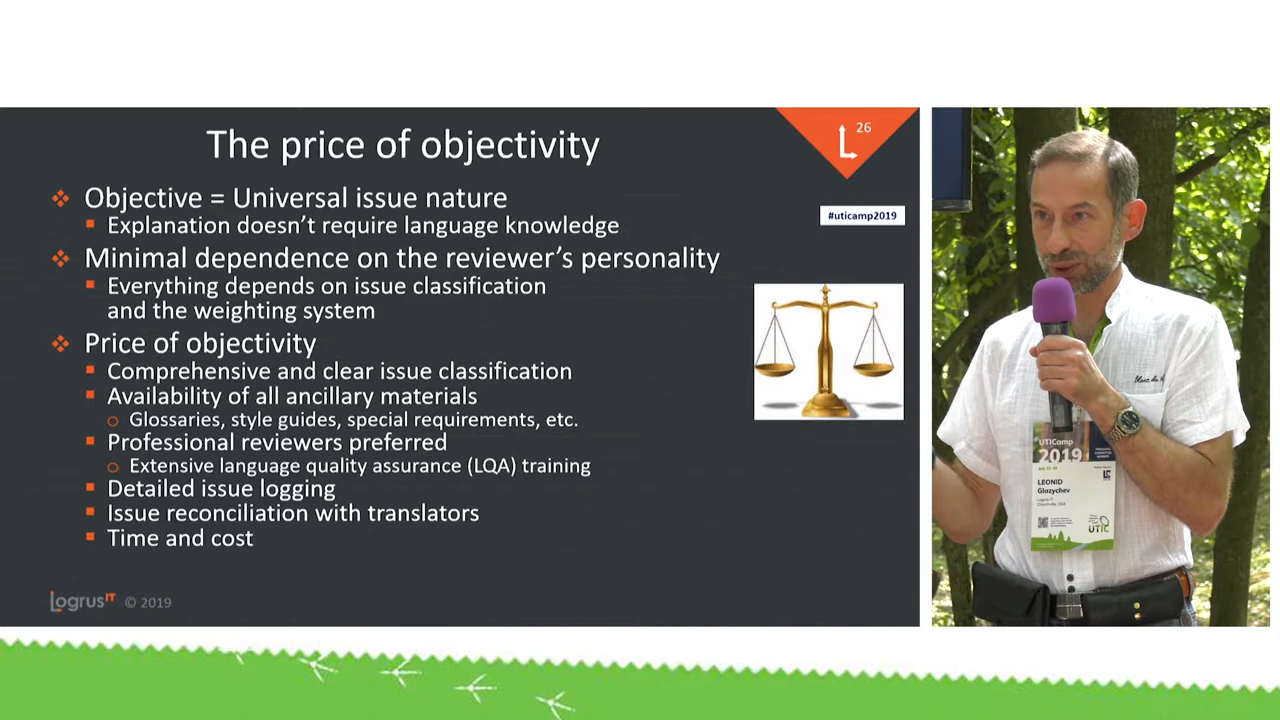 The price of objectivity
26
#uticamp2019
Objective = Universal issue nature
Explanation doesn't require language knowledge
Minimal dependence on the reviewer's personality
Everything depends on issue classification
and the weighting system
Price of objectivity
Comprehensive and clear issue classification
Availability of all ancillary materials
Glossaries, style guides, special requirements, etc.
Professional reviewers preferred
Extensive language quality assurance (LQA) training
Detailed issue logging
Issue reconciliation with translators
Time and cost
LogrusIT © 2019
UTICamp
2019
LEONID
Glazychev
Logrus IT
UTIC